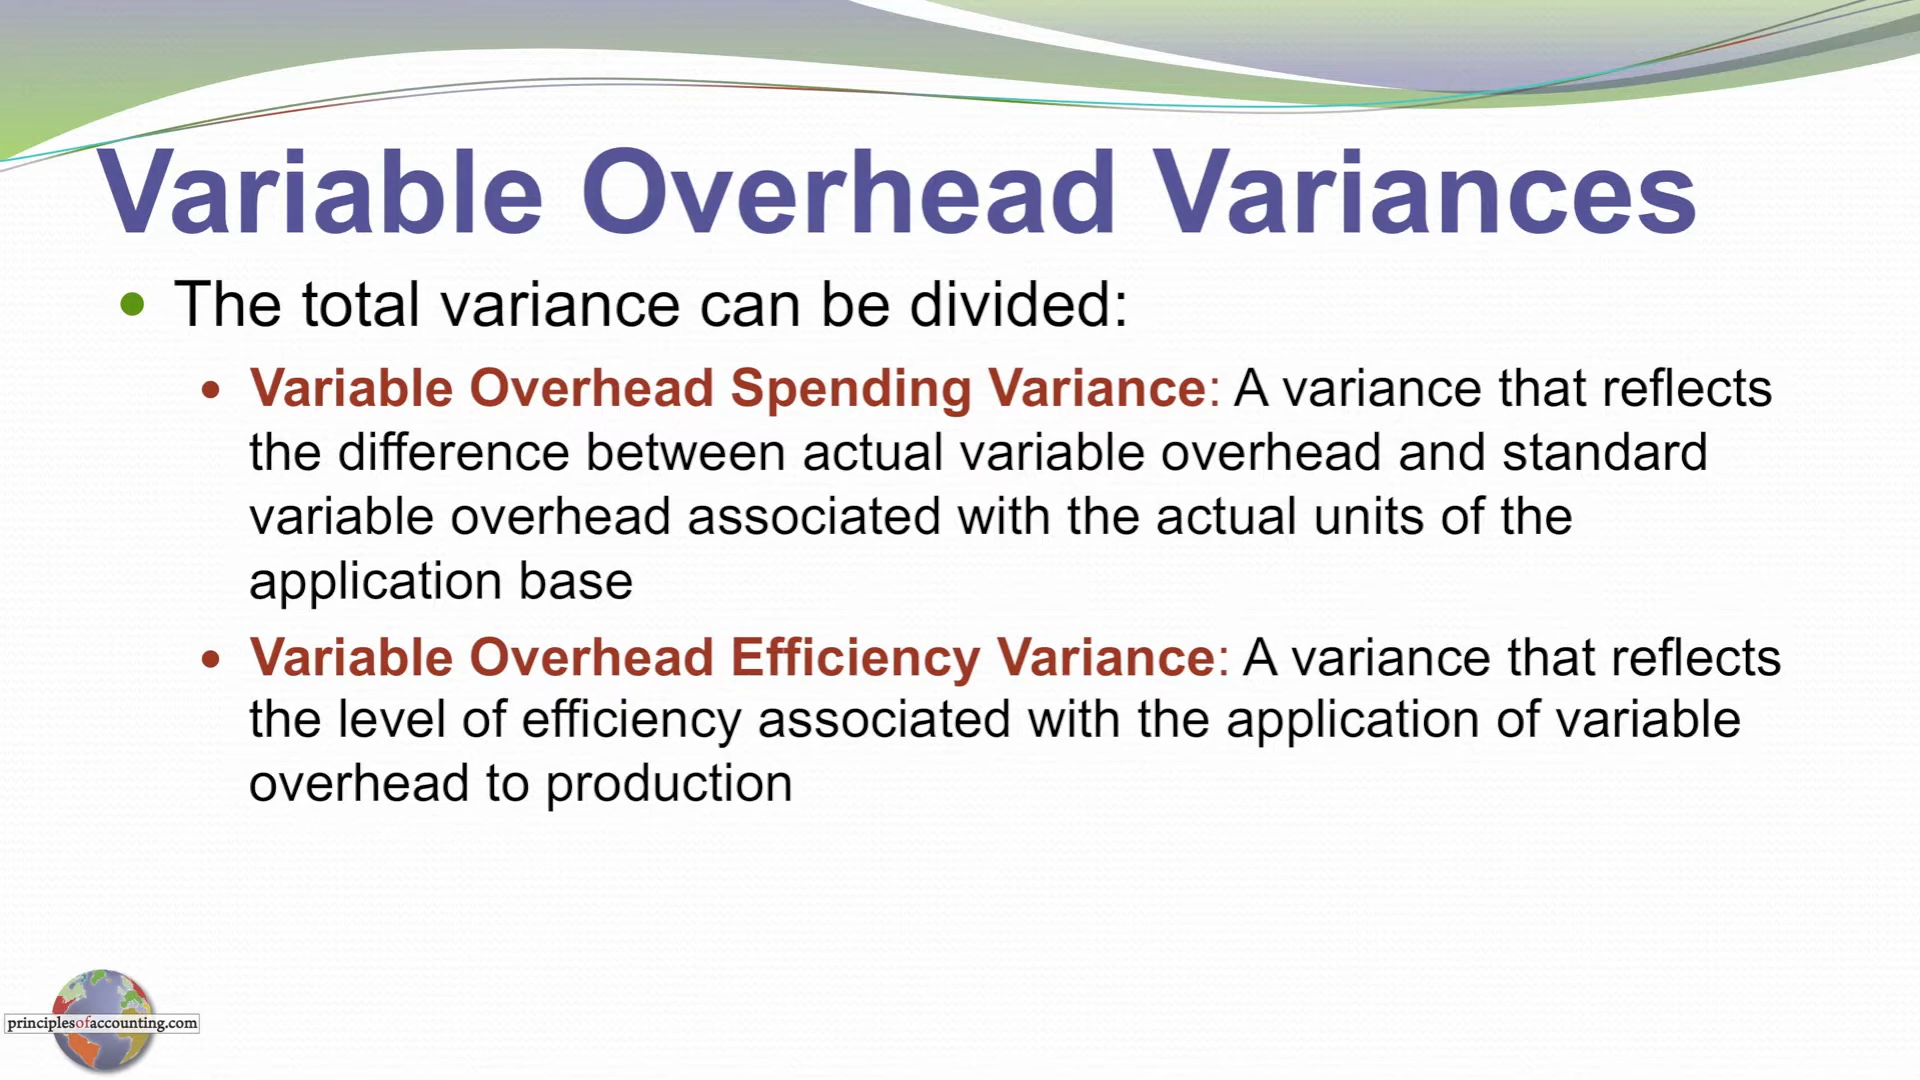 Variable Overhead Variances
The total variance can be divided:
Variable Overhead Spending Variance: A variance that reflects
the difference between actual variable overhead and standard
variable overhead associated with the actual units of the
application base
Variable Overhead Efficiency Variance: A variance that reflects
the level of efficiency associated with the application of variable
overhead to production
principlesofaccounting.com